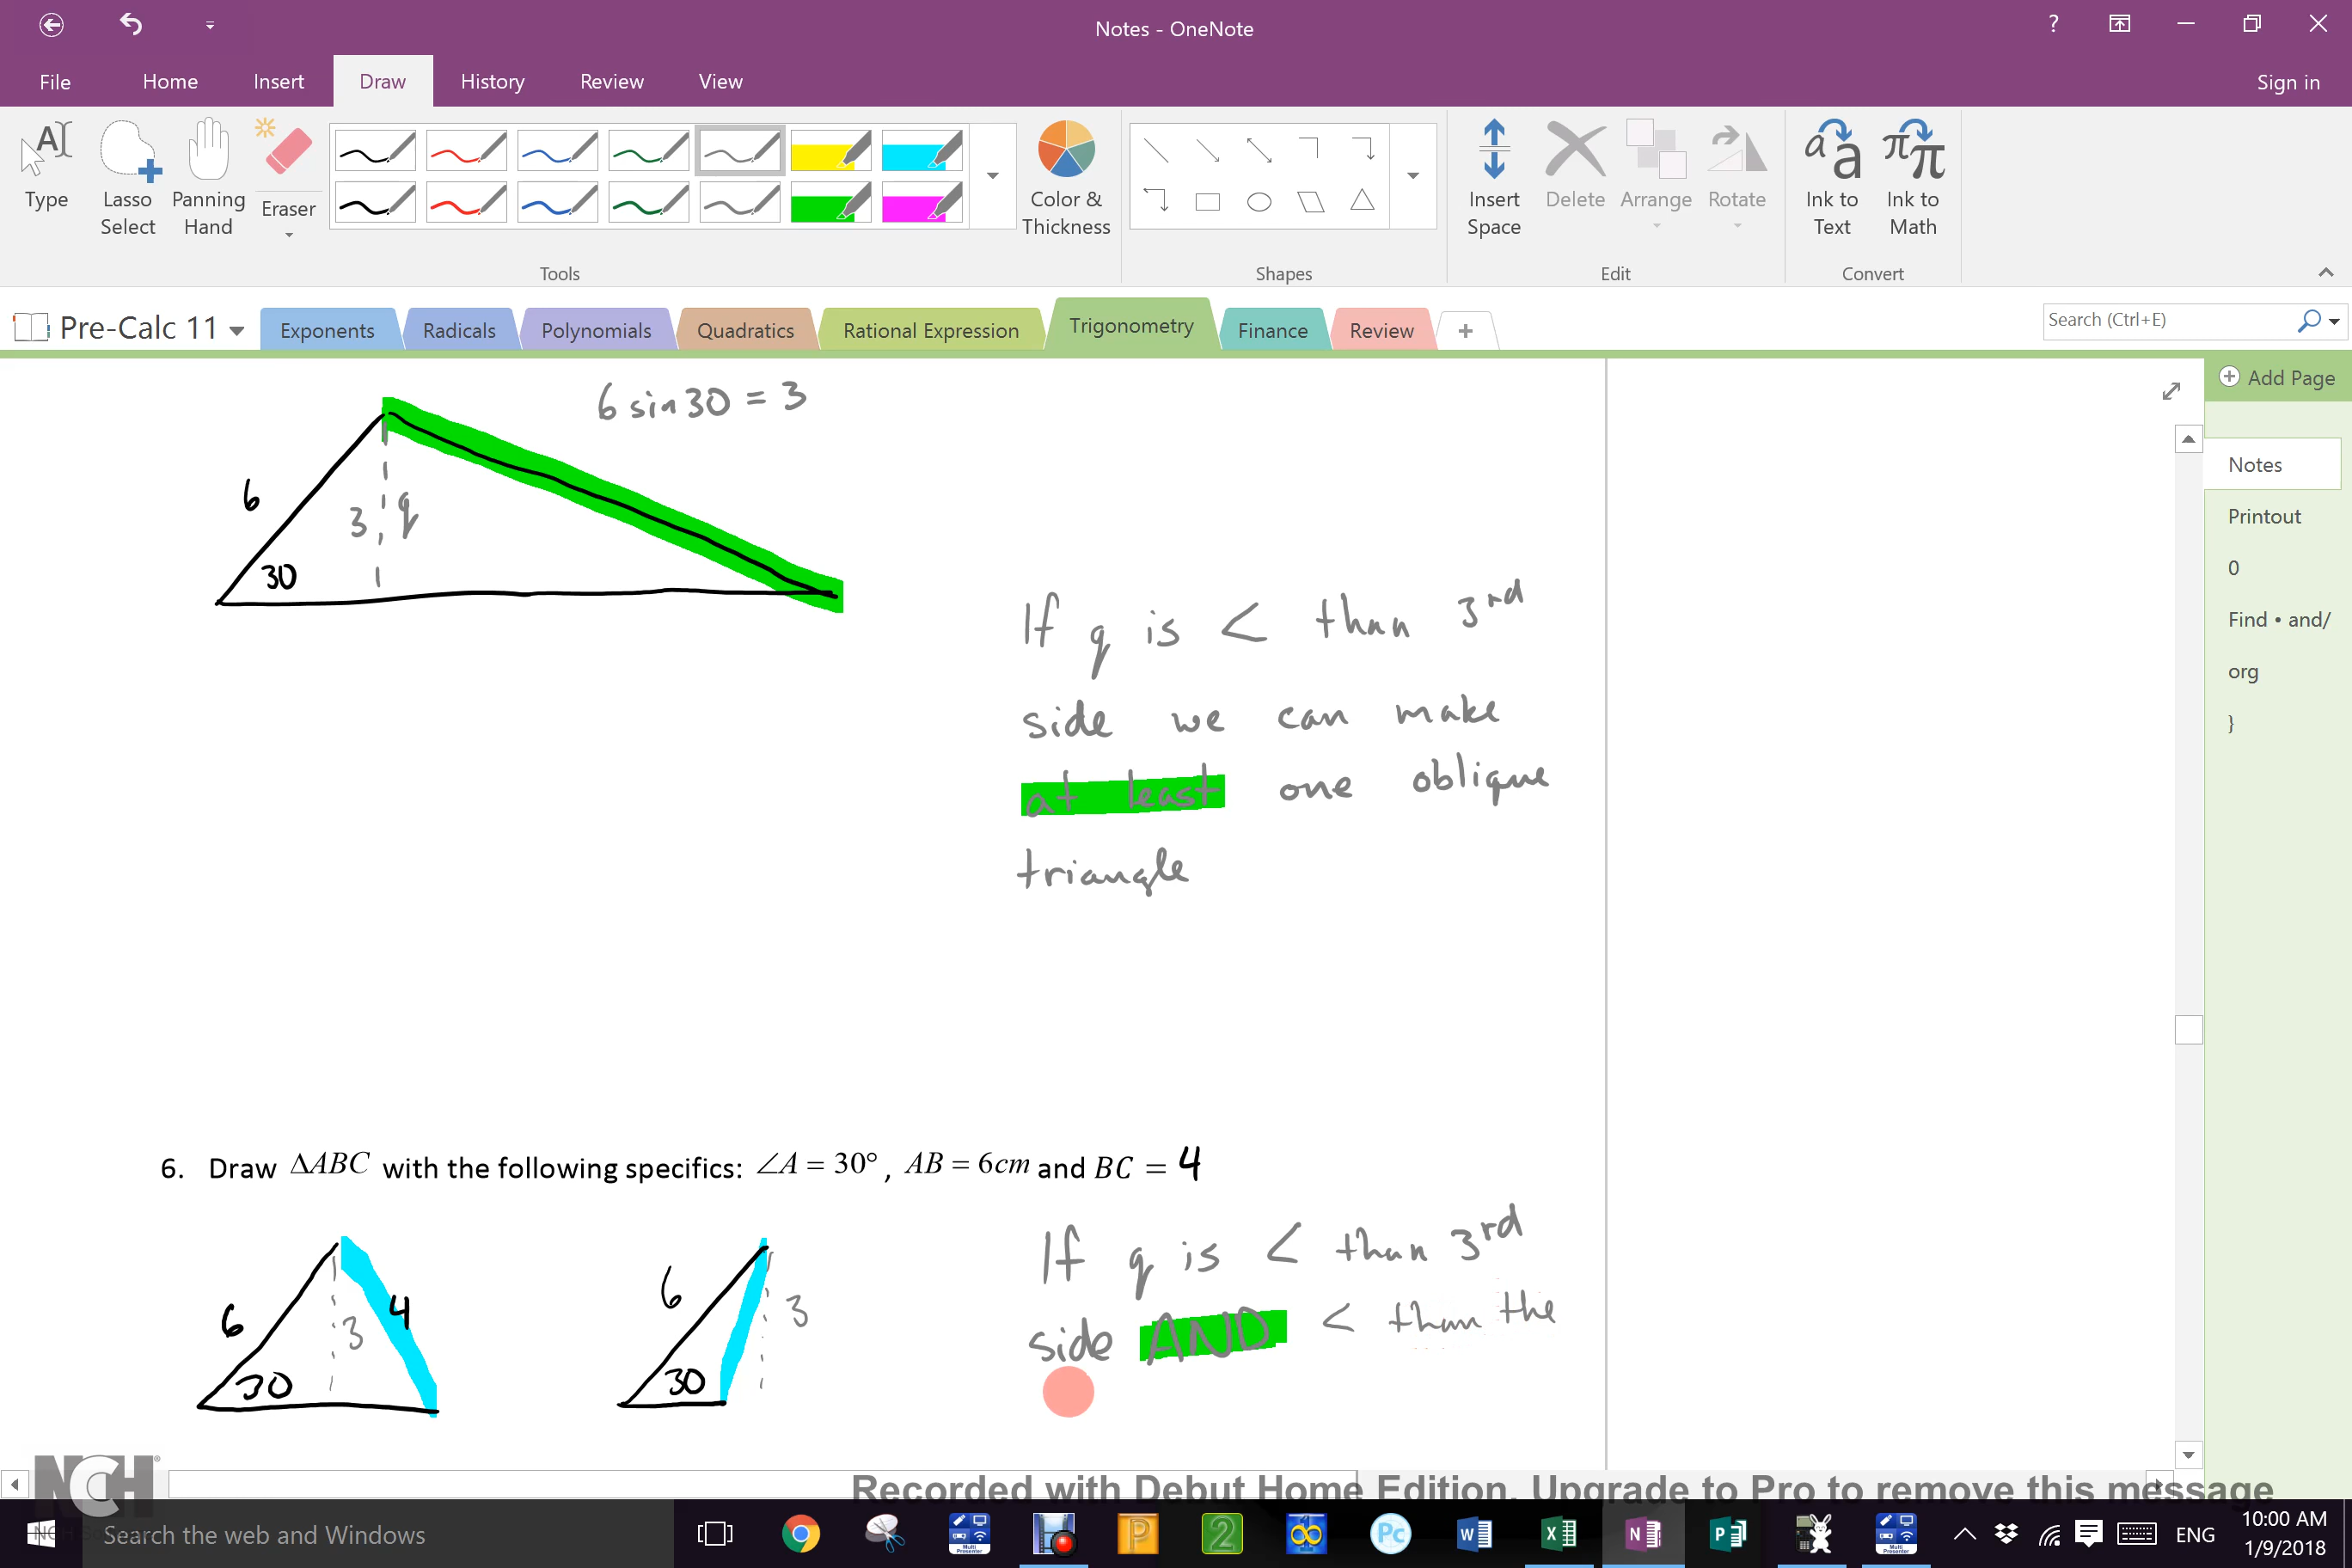 Notes - OneNote
?
File Home Insert Draw History Review View Sign in
Type
Lasso Select
Panning Hand
Eraser
Color & Thickness
Insert Space
Delete
Arrange
Rotate
Ink to Text
Ink to Math
Tools Shapes Edit Convert
Pre-Calc 11 Exponents Radicals Polynomials Quadratics Rational Expression Trigonometry Finance Review + Search (Ctrl+E)
Add Page
Notes
Printout
0
Find • and/
org
}
6 sin 30 = 3
6
3 q
30
If q is < than 3rd
side we can make
at least one oblique
triangle
6. Draw ΔABC with the following specifics: ∠A = 30°, AB = 6cm and BC = 4
6 3 4
30
6 3
30
If q is < than 3rd
side AND < than the
NCH
Recorded with Debut Home Edition. Upgrade to Pro to remove this message
Search the web and Windows
ENG
10:00 AM
1/9/2018